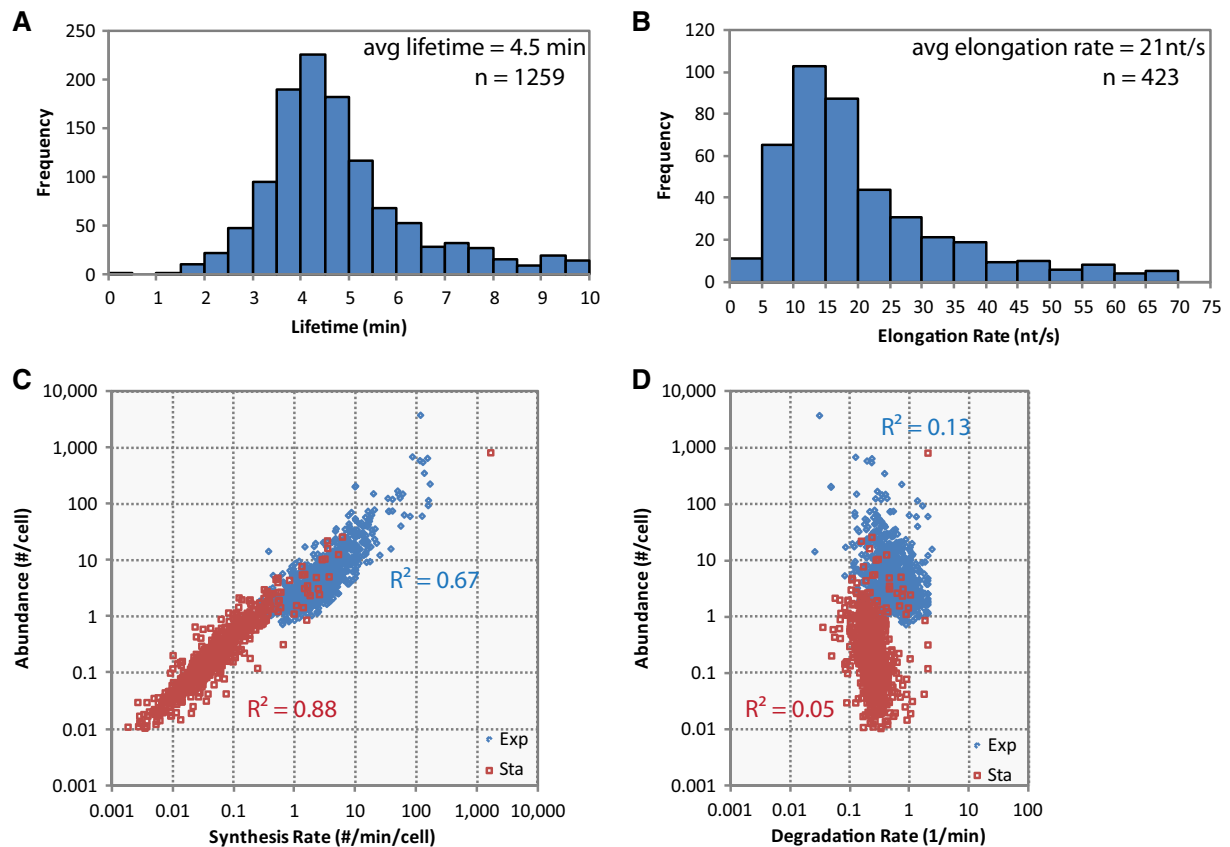 A
avg lifetime = 4.5 min
n = 1259
Frequency
250
200
150
100
50
0
0 1 2 3 4 5 6 7 8 9 10
Lifetime (min)
B
avg elongation rate = 21nt/s
n = 423
Frequency
120
100
80
60
40
20
0
0 5 10 15 20 25 30 35 40 45 50 55 60 65 70 75
Elongation Rate (nt/s)
C
Abundance (#/cell)
10,000
1,000
100
10
1
0.1
0.01
0.001
R² = 0.67
R² = 0.88
Exp
Sta
0.001 0.01 0.1 1 10 100 1,000 10,000
Synthesis Rate (#/min/cell)
D
Abundance (#/cell)
10,000
1,000
100
10
1
0.1
0.01
0.001
R² = 0.13
R² = 0.05
Exp
Sta
0.001 0.01 0.1 1 10 100
Degradation Rate (1/min)